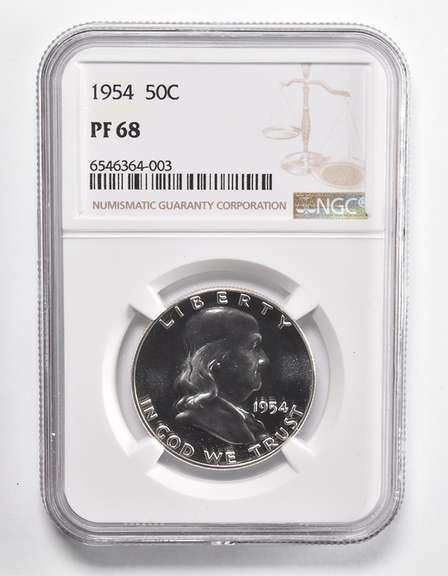 1954 50C
PF 68
6546364-003
NUMISMATIC GUARANTY CORPORATION
NGC
LIBERTY
1954
IN GOD WE TRUST